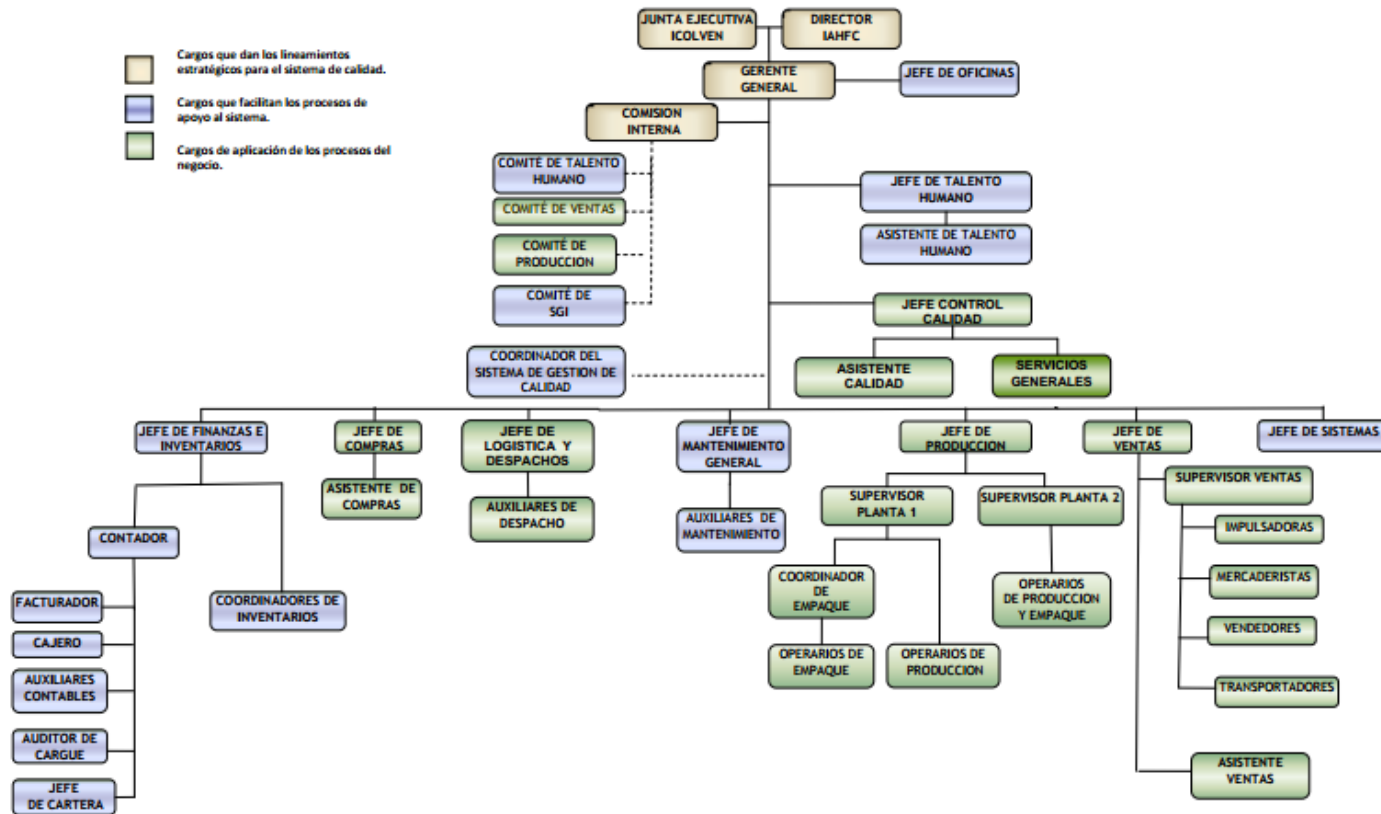 JUNTA EJECUTIVA
ICOLVEN
DIRECTOR
IAHFC
Cargos que dan los lineamientos
estratégicos para el sistema de calidad.
GERENTE
GENERAL
JEFE DE OFICINAS
Cargos que facilitan los procesos de
apoyo al sistema.
COMISION
INTERNA
Cargos de aplicación de los procesos del
negocio.
COMITÉ DE TALENTO
HUMANO
COMITÉ DE VENTAS
COMITÉ DE
PRODUCCION
COMITÉ DE
SGI
JEFE DE TALENTO
HUMANO
ASISTENTE DE TALENTO
HUMANO
JEFE CONTROL
CALIDAD
ASISTENTE
CALIDAD
SERVICIOS
GENERALES
COORDINADOR DEL
SISTEMA DE GESTION DE
CALIDAD
JEFE DE FINANZAS E
INVENTARIOS
JEFE DE
COMPRAS
JEFE DE
LOGISTICA Y
DESPACHOS
JEFE DE
MANTENIMIENTO
GENERAL
JEFE DE
PRODUCCION
JEFE DE
VENTAS
JEFE DE SISTEMAS
ASISTENTE DE
COMPRAS
AUXILIARES DE
DESPACHO
AUXILIARES DE
MANTENIMIENTO
SUPERVISOR
PLANTA 1
SUPERVISOR PLANTA 2
SUPERVISOR VENTAS
CONTADOR
COORDINADORES DE
INVENTARIOS
FACTURADOR
CAJERO
AUXILIARES
CONTABLES
AUDITOR DE
CARGUE
JEFE
DE CARTERA
COORDINADOR
DE
EMPAQUE
OPERARIOS DE
EMPAQUE
OPERARIOS DE
PRODUCCION
OPERARIOS
DE PRODUCCION
Y EMPAQUE
IMPULSADORAS
MERCADERISTAS
VENDEDORES
TRANSPORTADORES
ASISTENTE
VENTAS